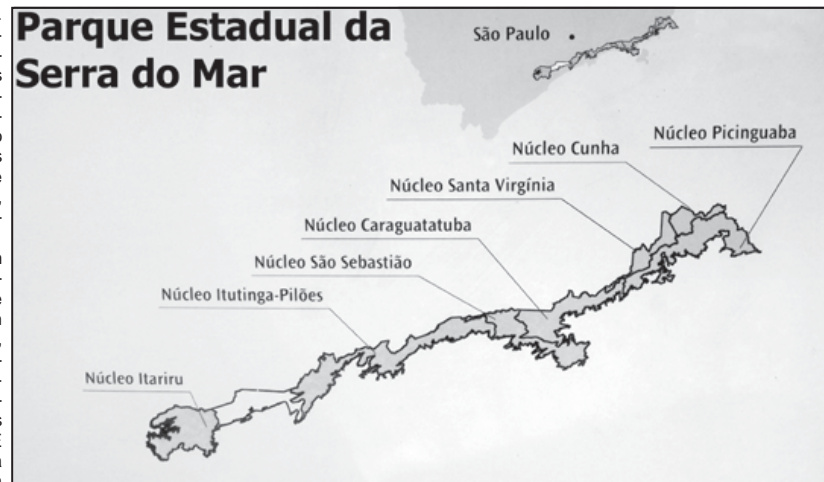 Parque Estadual da
Serra do Mar
São Paulo
Núcleo Picinguaba
Núcleo Cunha
Núcleo Santa Virgínia
Núcleo Caraguatatuba
Núcleo São Sebastião
Núcleo Itutinga-Pilões
Núcleo Itariru